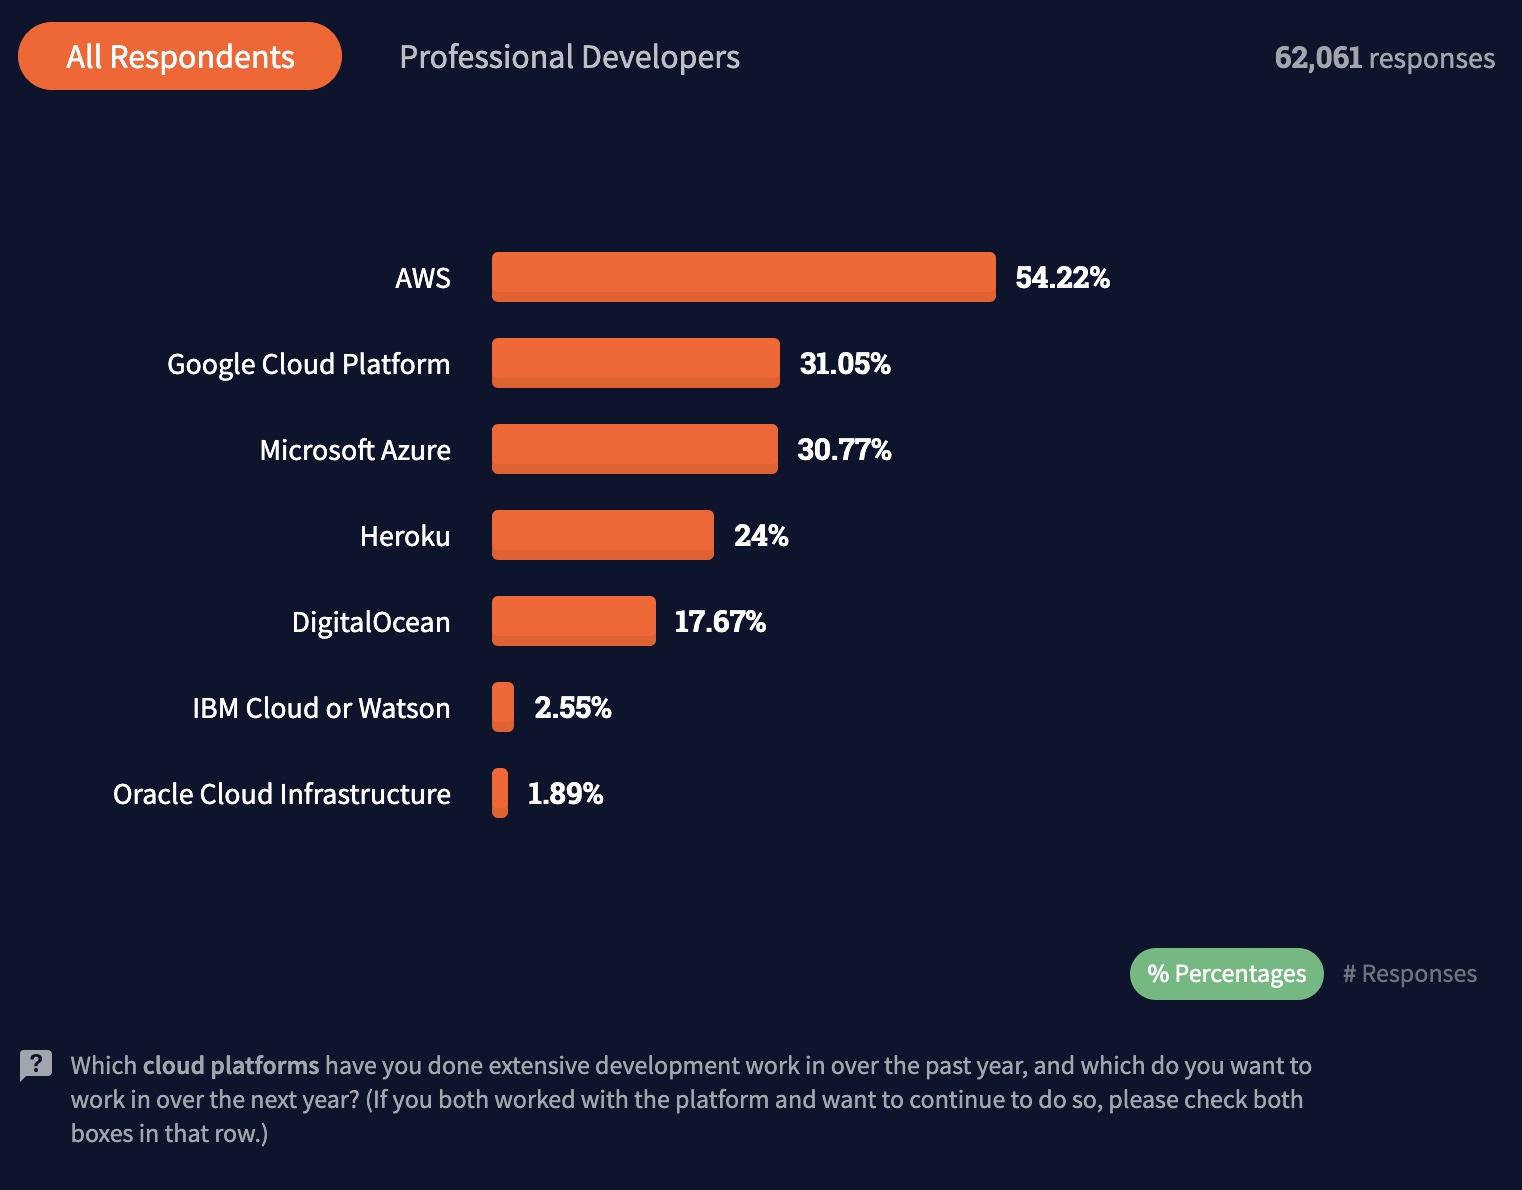 All Respondents
Professional Developers
62,061 responses
AWS
54.22%
Google Cloud Platform
31.05%
Microsoft Azure
30.77%
Heroku
24%
DigitalOcean
17.67%
IBM Cloud or Watson
2.55%
Oracle Cloud Infrastructure
1.89%
% Percentages
# Responses
?
Which cloud platforms have you done extensive development work in over the past year, and which do you want to
work in over the next year? (If you both worked with the platform and want to continue to do so, please check both
boxes in that row.)